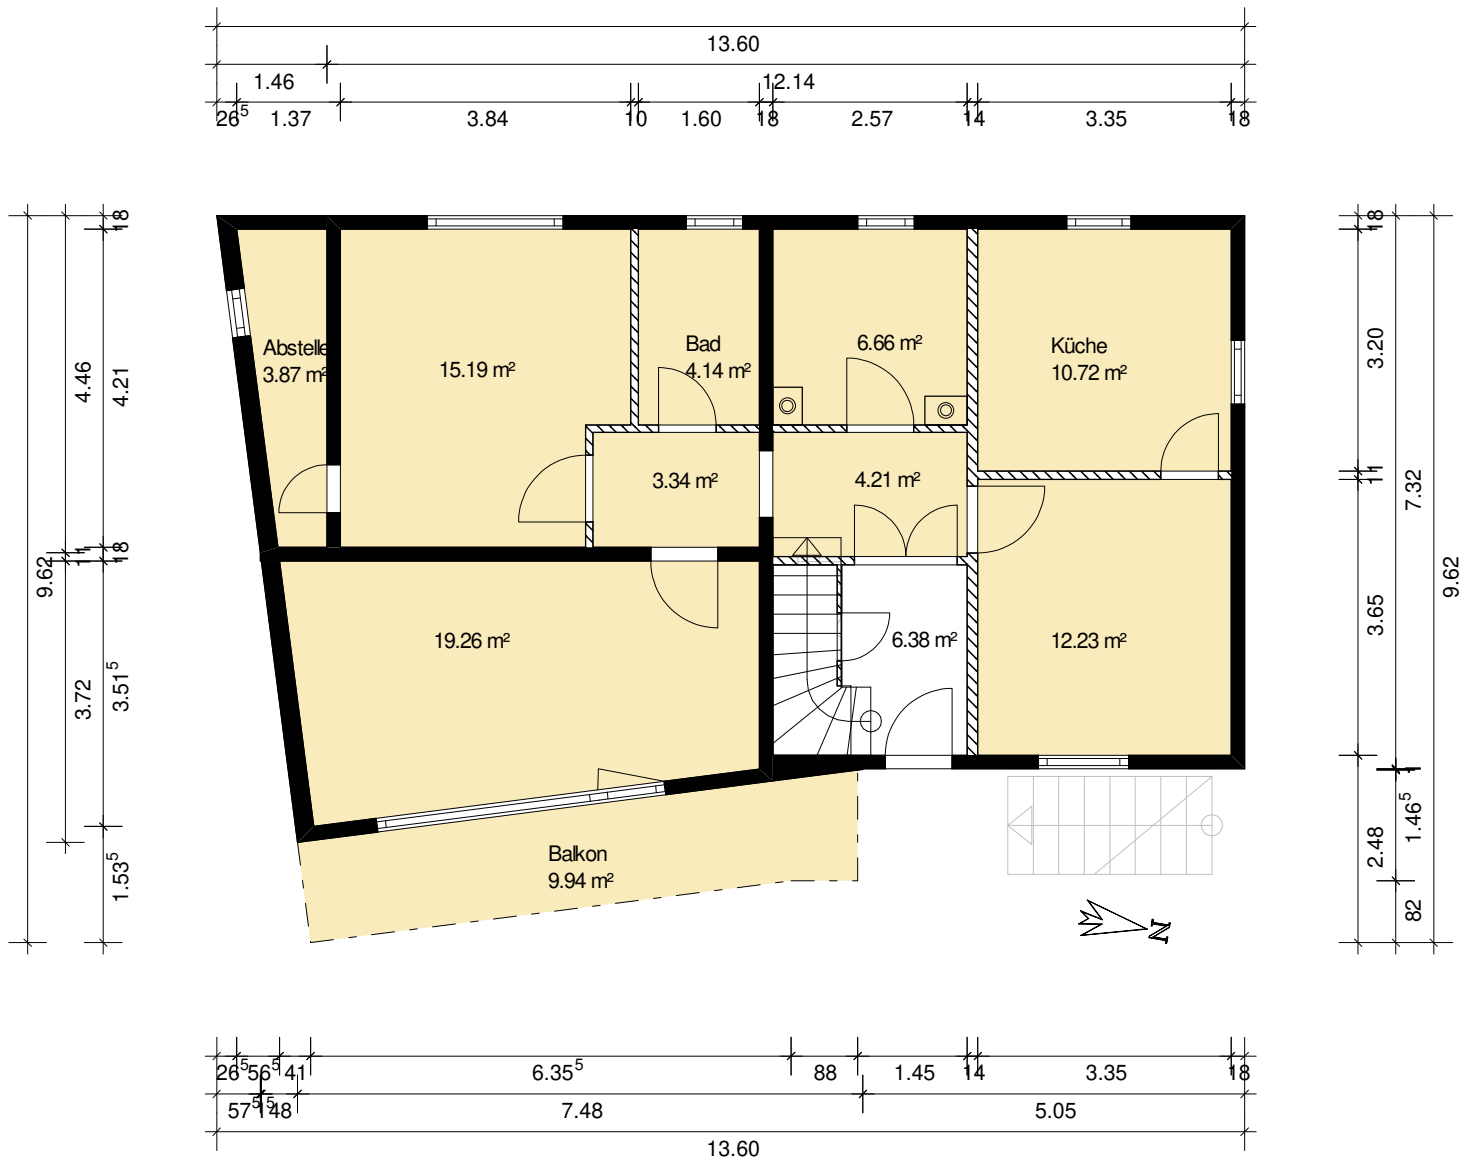 13.60
1.46 12.14
26⁵ 1.37 3.84 10 1.60 18 2.57 14 3.35 18
18
4.46 4.21
1 18
9.62
3.72 3.51⁵
1.53⁵
Abstelle
3.87 m²
15.19 m²
Bad
4.14 m²
6.66 m²
Küche
10.72 m²
3.34 m²
4.21 m²
19.26 m²
6.38 m²
12.23 m²
Balkon
9.94 m²
N
18
3.20
11
7.32
3.65
9.62
1
1.46⁵
2.48
82
26⁵ 56⁵ 41 6.35⁵ 88 1.45 14 3.35 18
57⁵ 48 7.48 5.05
13.60